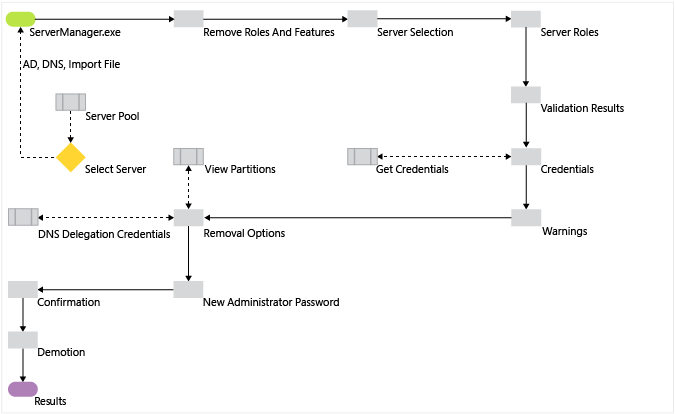 ServerManager.exe
Remove Roles And Features
Server Selection
Server Roles
AD, DNS, Import File
Server Pool
Validation Results
Select Server
View Partitions
Get Credentials
Credentials
DNS Delegation Credentials
Removal Options
Warnings
Confirmation
New Administrator Password
Demotion
Results